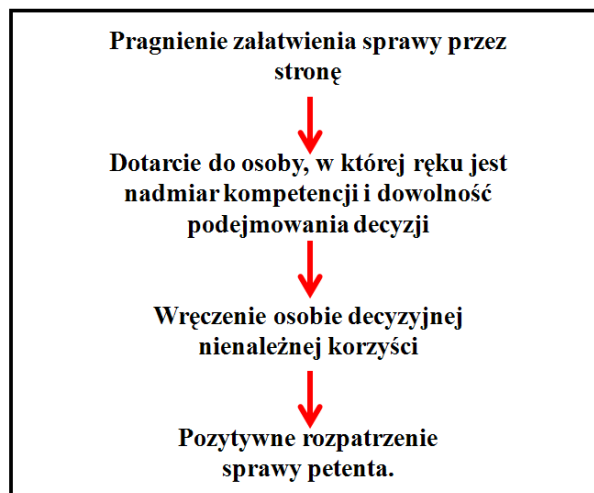 Pragnienie załatwienia sprawy przez
stronę
Dotarcie do osoby, w której ręku jest
nadmiar kompetencji i dowolność
podejmowania decyzji
Wręczenie osobie decyzyjnej
nienależnej korzyści
Pozytywne rozpatrzenie
sprawy petenta.